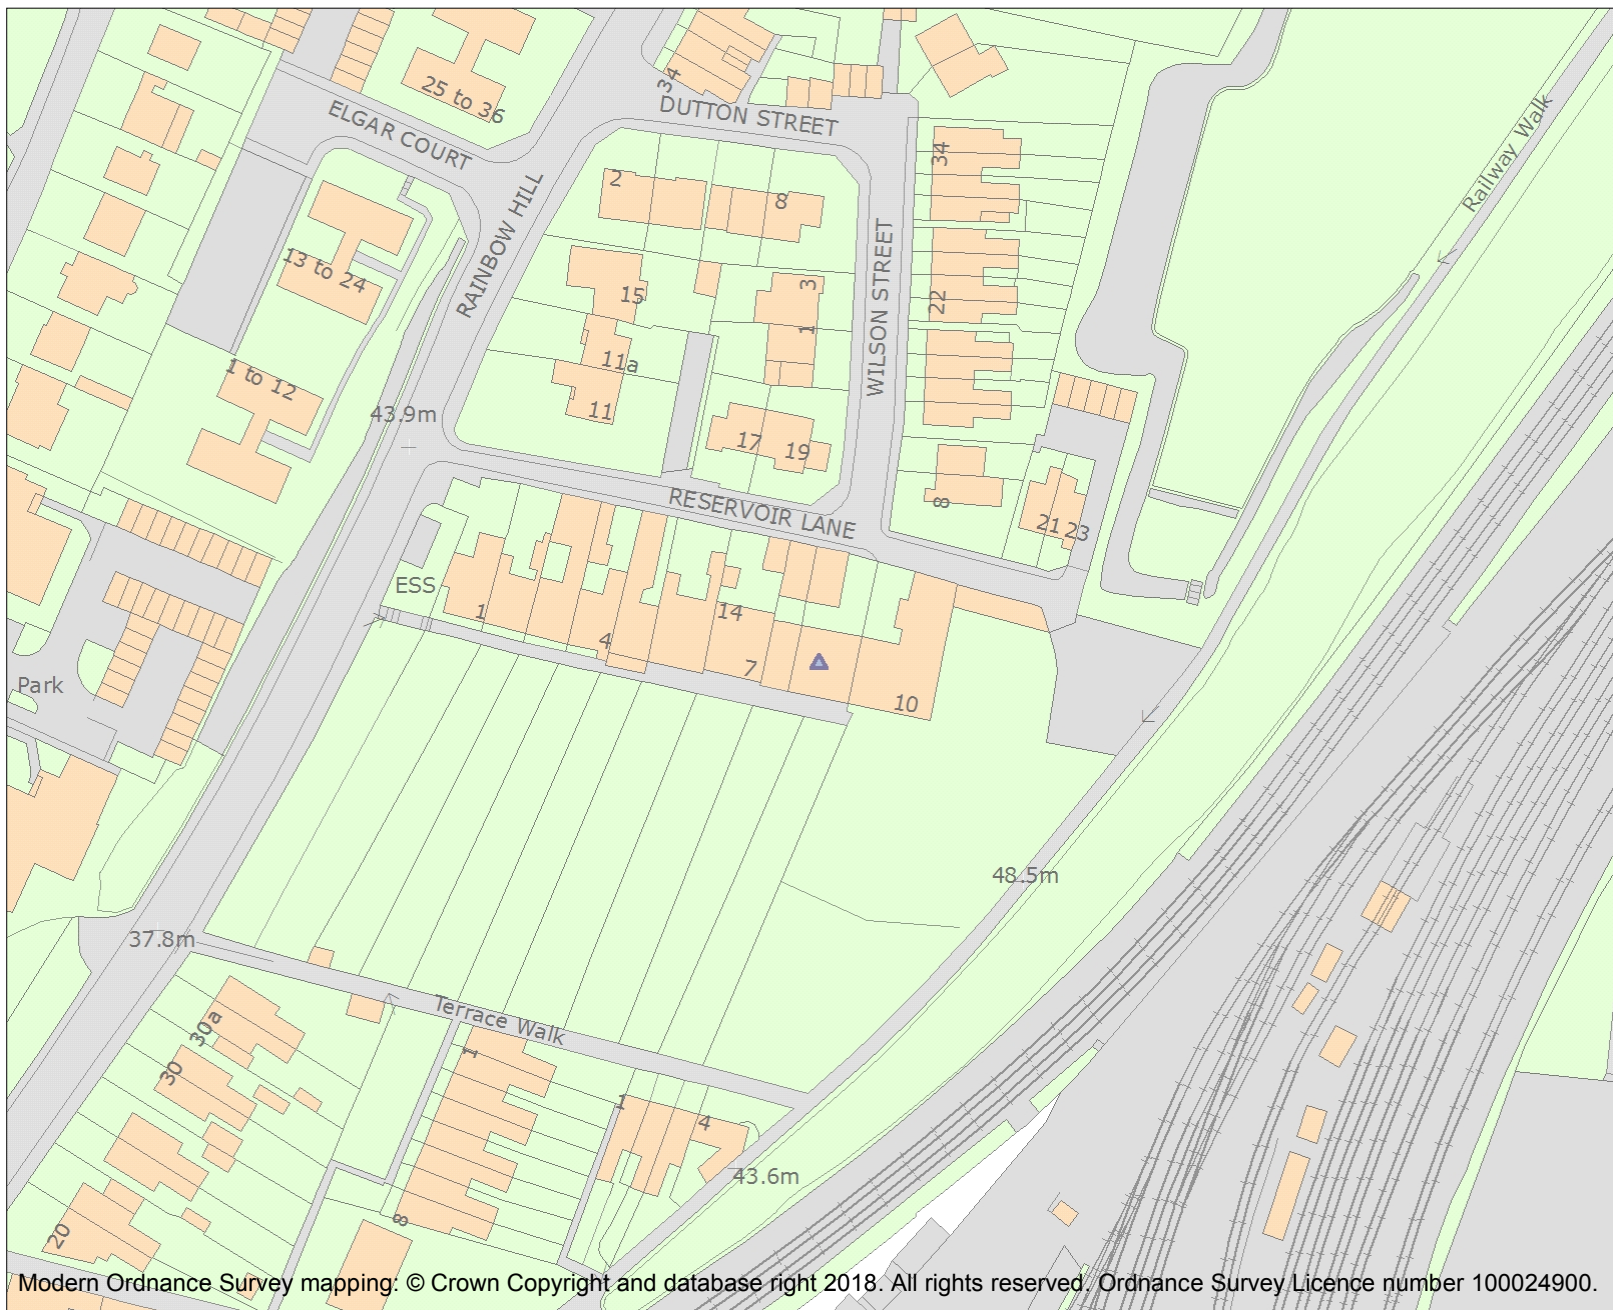 25 to 36
34
DUTTON STREET
ELGAR COURT
34
Railway Walk
2
8
RAINBOW HILL
WILSON STREET
13 to 24
15
3
22
1
11a
1 to 12
11
43.9m
17
19
8
RESERVOIR LANE
21 23
ESS
1
14
4
7
10
Park
48.5m
37.8m
Terrace Walk
30a
30
1
1
4
43.6m
8
20
Modern Ordnance Survey mapping: © Crown Copyright and database right 2018. All rights reserved. Ordnance Survey Licence number 100024900.